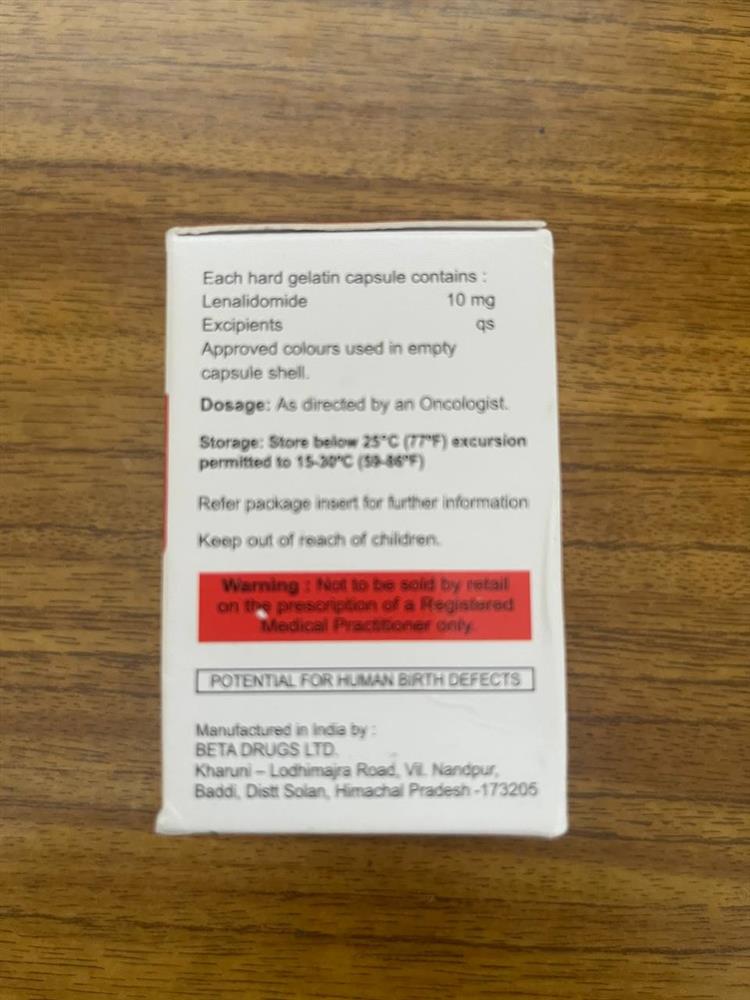 Each hard gelatin capsule contains :
Lenalidomide 10 mg
Excipients qs
Approved colours used in empty
capsule shell.
Dosage: As directed by an Oncologist.
Storage: Store below 25°C (77°F) excursion
permitted to 15-30°C (59-86°F)
Refer package insert for further information
Keep out of reach of children.
Warning : Not to be sold by retail
on the prescription of a Registered
Medical Practitioner only.
POTENTIAL FOR HUMAN BIRTH DEFECTS
Manufactured in India by :
BETA DRUGS LTD.
Kharuni – Lodhimajra Road, Vil. Nandpur,
Baddi, Distt Solan, Himachal Pradesh -173205